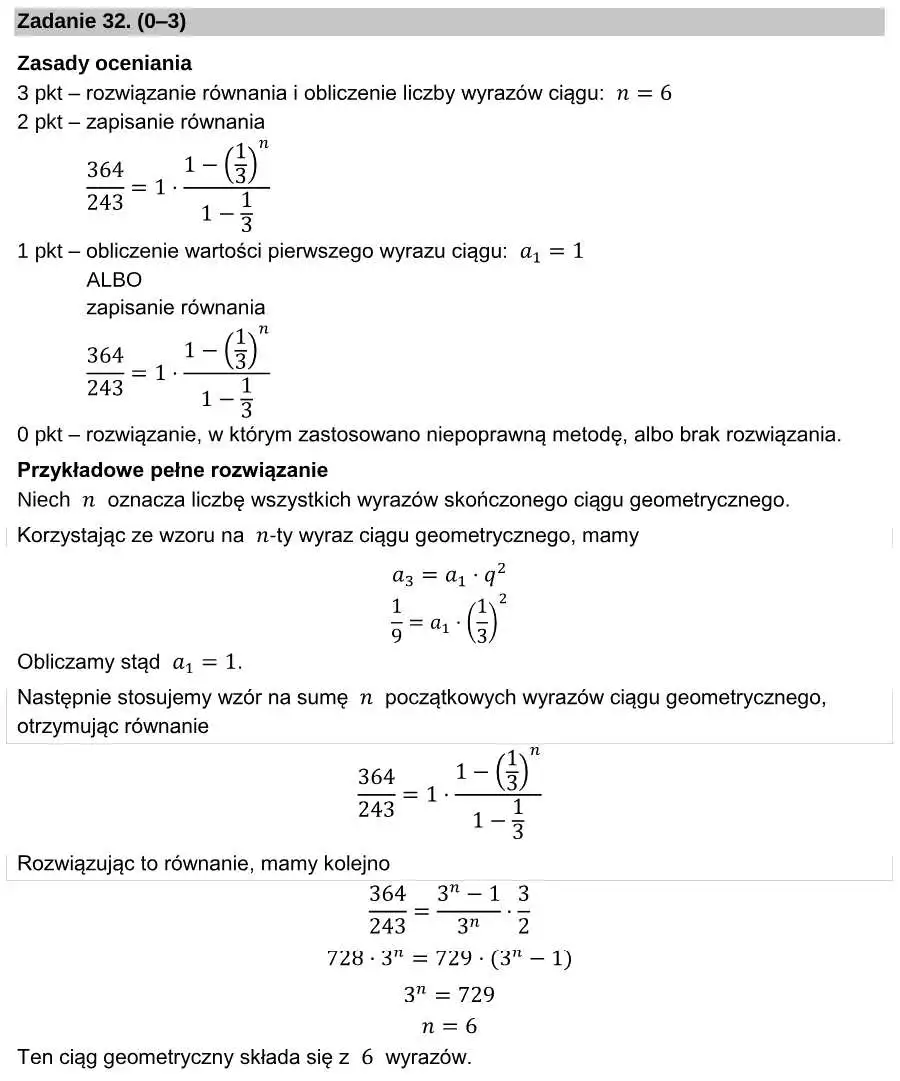 Zadanie 32. (0–3)
Zasady oceniania
3 pkt – rozwiązanie równania i obliczenie liczby wyrazów ciągu: n = 6
2 pkt – zapisanie równania
364/243 = 1 · (1 − (1/3)^n)/(1 − 1/3)
1 pkt – obliczenie wartości pierwszego wyrazu ciągu: a₁ = 1
ALBO
zapisanie równania
364/243 = 1 · (1 − (1/3)^n)/(1 − 1/3)
0 pkt – rozwiązanie, w którym zastosowano niepoprawną metodę, albo brak rozwiązania.
Przykładowe pełne rozwiązanie
Niech n oznacza liczbę wszystkich wyrazów skończonego ciągu geometrycznego.
Korzystając ze wzoru na n-ty wyraz ciągu geometrycznego, mamy
a₃ = a₁ · q²
1/9 = a₁ · (1/3)²
Obliczamy stąd a₁ = 1.
Następnie stosujemy wzór na sumę n początkowych wyrazów ciągu geometrycznego,
otrzymując równanie
364/243 = 1 · (1 − (1/3)^n)/(1 − 1/3)
Rozwiązując to równanie, mamy kolejno
364/243 = (3^n − 1)/3^n · 3/2
728 · 3^n = 729 · (3^n − 1)
3^n = 729
n = 6
Ten ciąg geometryczny składa się z 6 wyrazów.